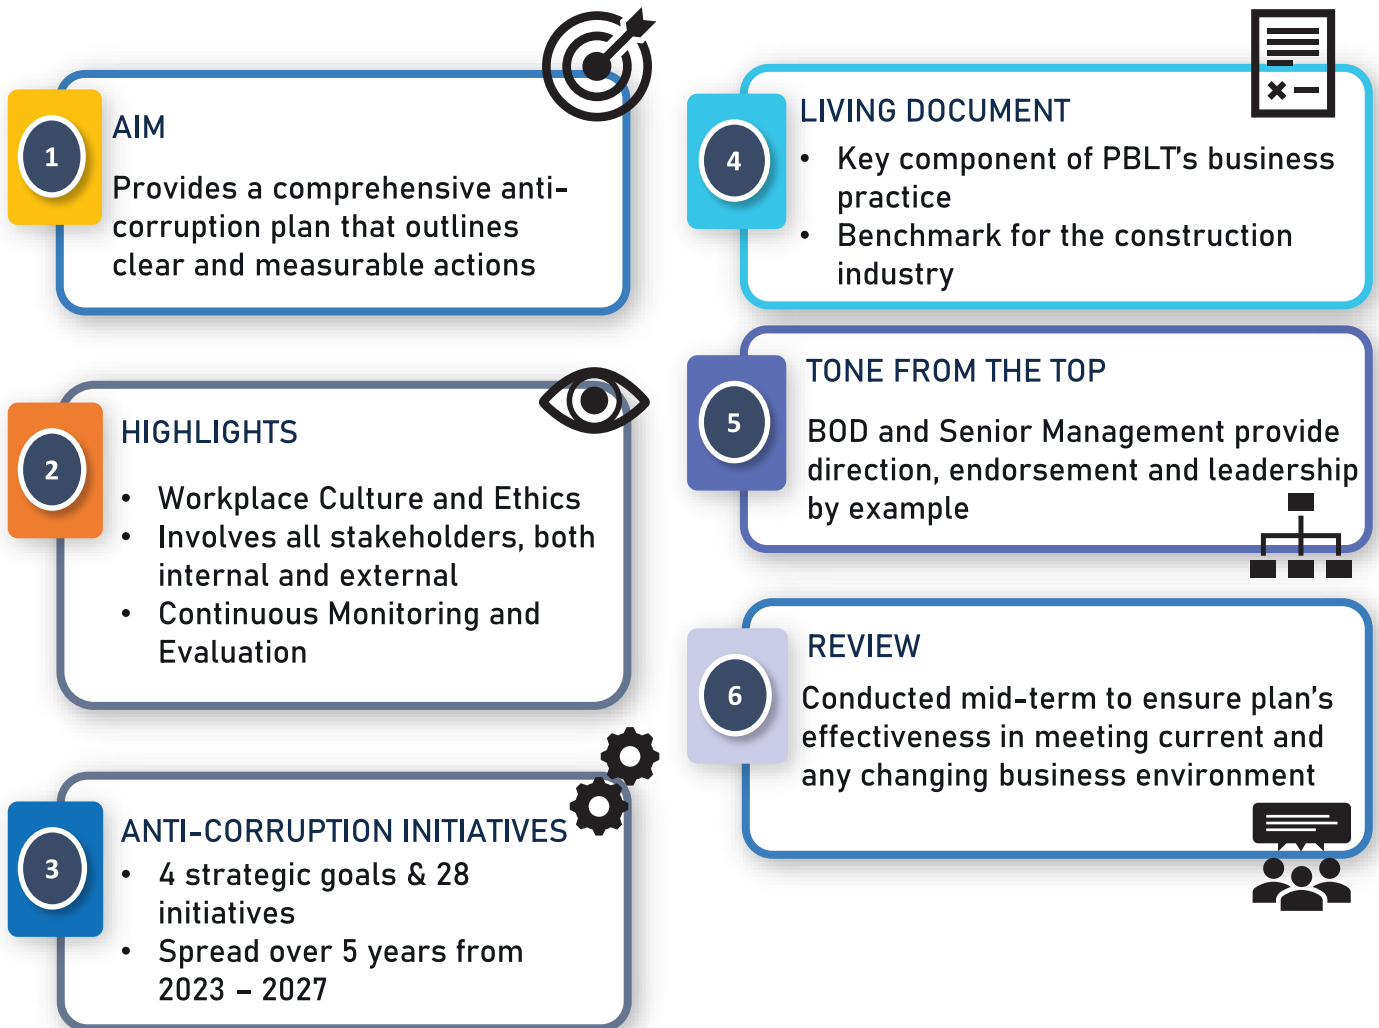 1
AIM
Provides a comprehensive anti-
corruption plan that outlines
clear and measurable actions
2
HIGHLIGHTS
• Workplace Culture and Ethics
• Involves all stakeholders, both
internal and external
• Continuous Monitoring and
Evaluation
3
ANTI-CORRUPTION INITIATIVES
• 4 strategic goals & 28
initiatives
• Spread over 5 years from
2023 – 2027
4
LIVING DOCUMENT
• Key component of PBLT's business
practice
• Benchmark for the construction
industry
5
TONE FROM THE TOP
BOD and Senior Management provide
direction, endorsement and leadership
by example
6
REVIEW
Conducted mid-term to ensure plan's
effectiveness in meeting current and
any changing business environment